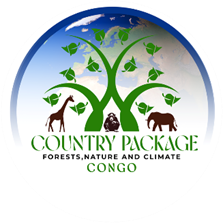 COUNTRY PACKAGE
FORESTS,NATURE AND CLIMATE
CONGO